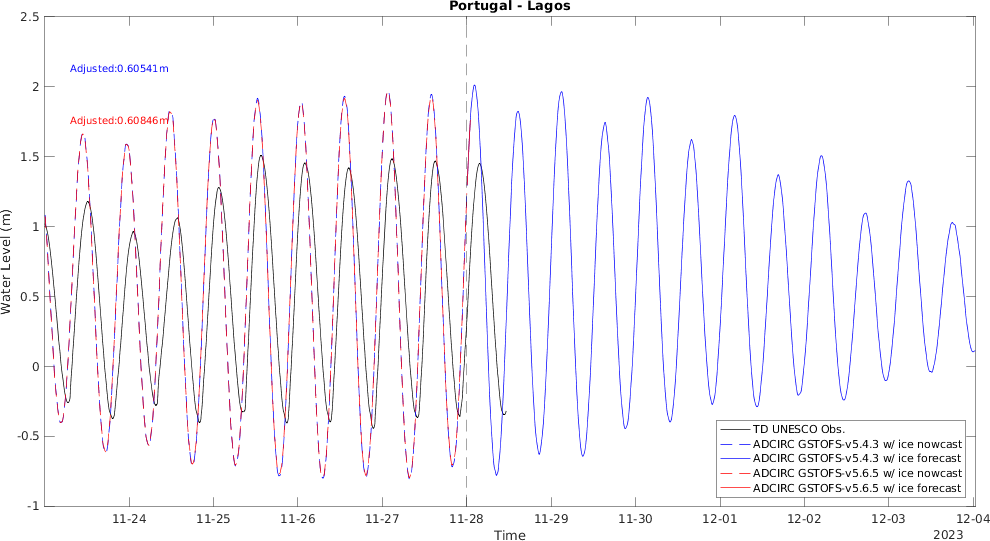 Portugal - Lagos
2.5
2
1.5
1
0.5
0
-0.5
-1
Water Level (m)
Adjusted:0.60541m
Adjusted:0.60846m
TD UNESCO Obs.
ADCIRC GSTOFS-v5.4.3 w/ ice nowcast
ADCIRC GSTOFS-v5.4.3 w/ ice forecast
ADCIRC GSTOFS-v5.6.5 w/ ice nowcast
ADCIRC GSTOFS-v5.6.5 w/ ice forecast
11-24 11-25 11-26 11-27 11-28 11-29 11-30 12-01 12-02 12-03 12-04
Time
2023